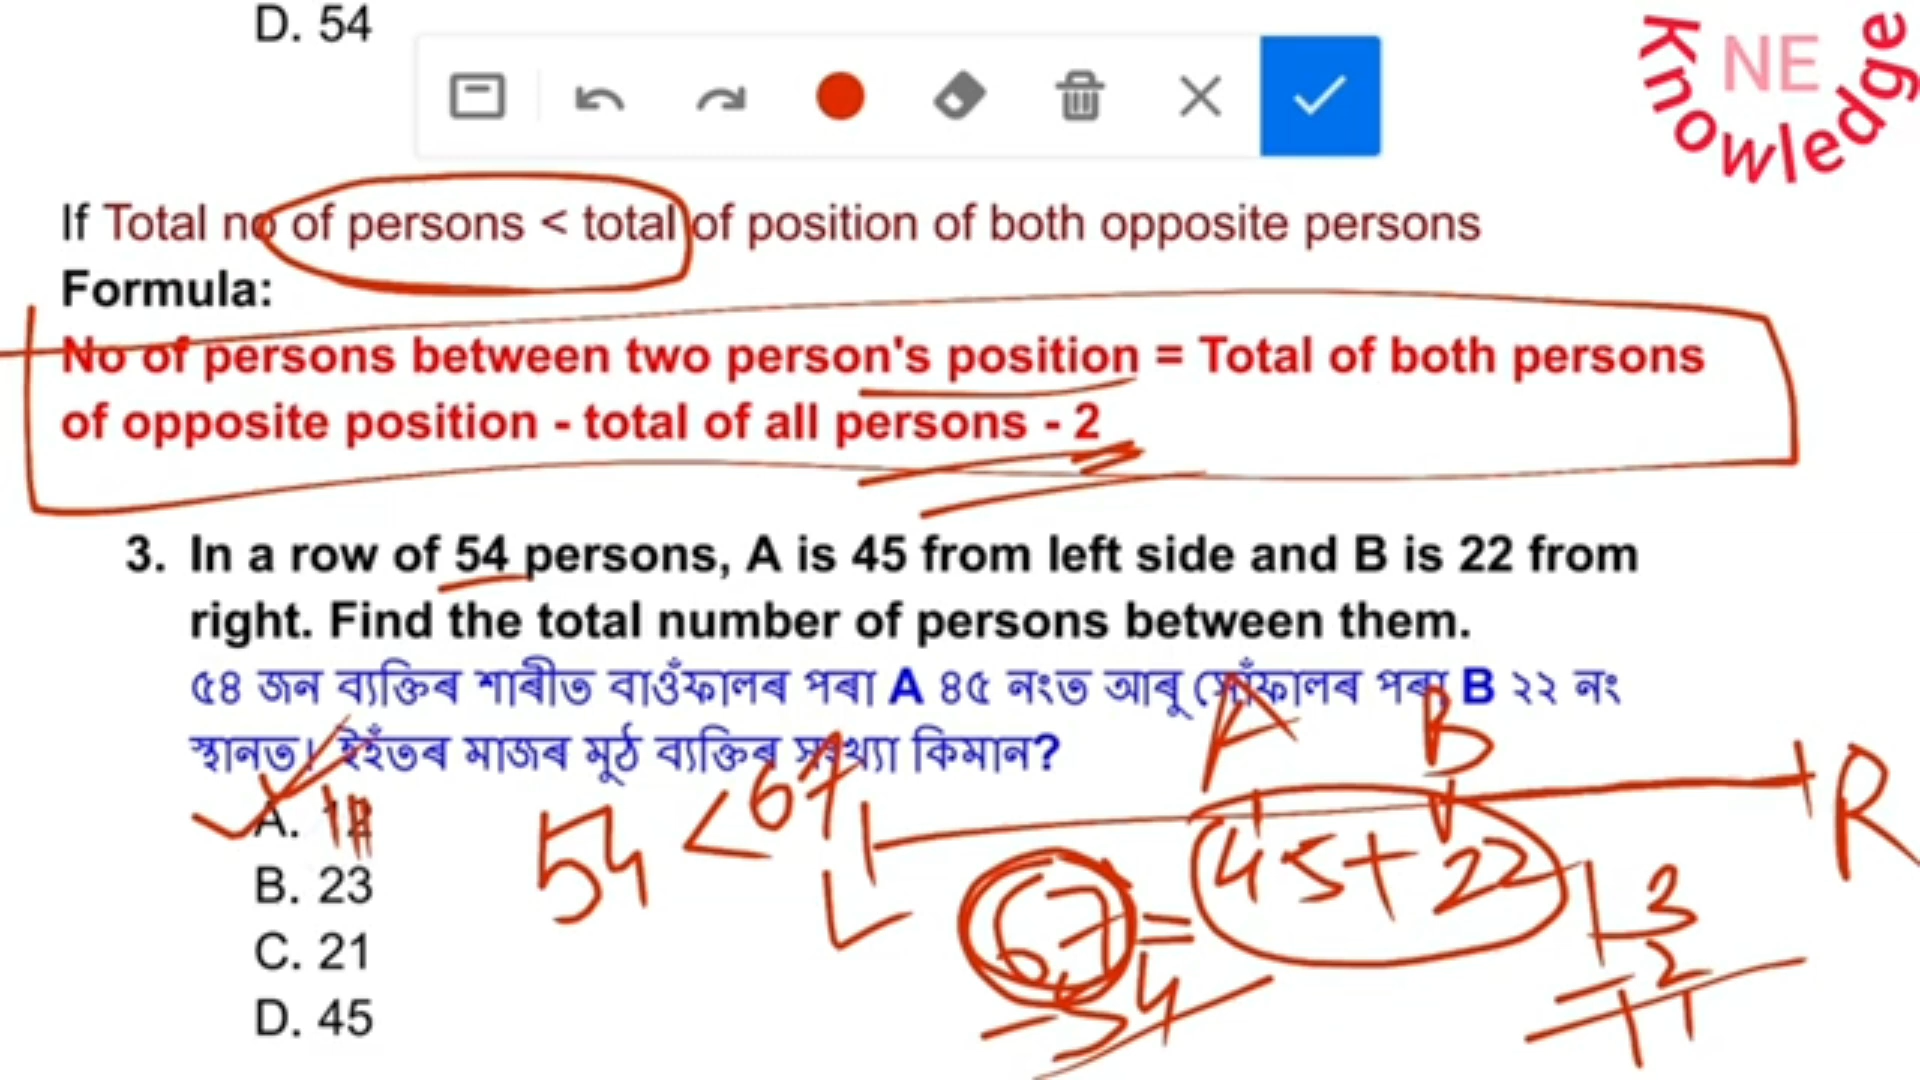 D. 54
NE
Knowledge
If Total no of persons < total of position of both opposite persons
Formula:
No of persons between two person's position = Total of both persons
of opposite position - total of all persons - 2
3. In a row of 54 persons, A is 45 from left side and B is 22 from
right. Find the total number of persons between them.
৫৪ জন ব্যক্তিৰ শাৰীত বাওঁফালৰ পৰা A ৪৫ নংত আৰু সোঁফালৰ পৰা B ২২ নং
স্থানত। ইহঁতৰ মাজৰ মুঠ ব্যক্তিৰ সংখ্যা কিমান?
A B
A. 11
54 < 67
L
R
67 = 45 + 22
- 54
13
- 2
11
B. 23
C. 21
D. 45